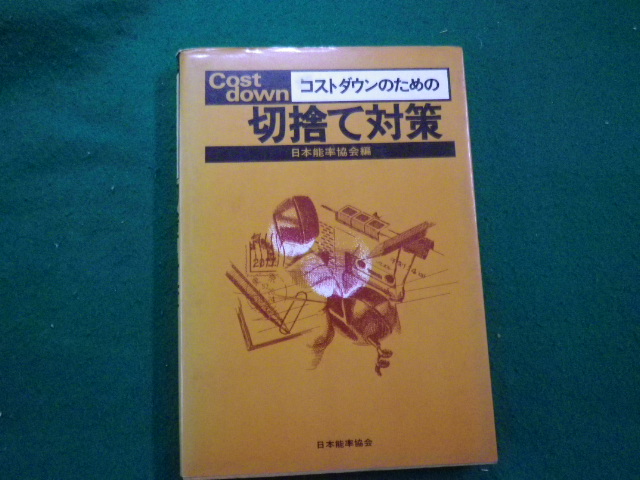 Cost down
コストダウンのための
切捨て対策
日本能率協会編
日本能率協会